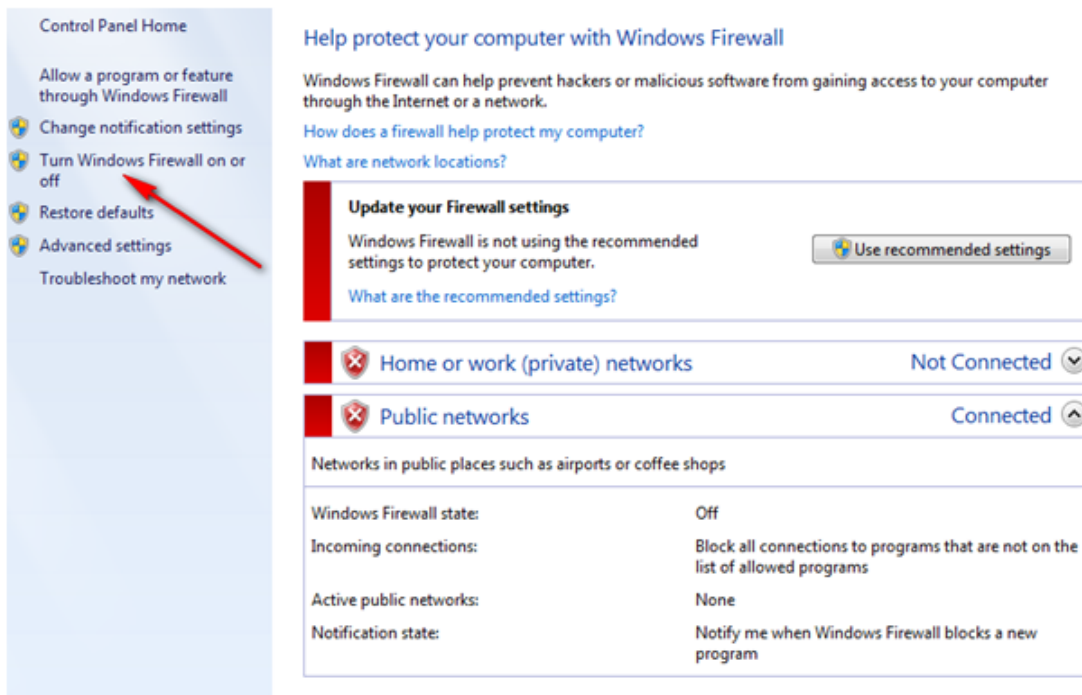 Control Panel Home
Allow a program or feature
through Windows Firewall
Change notification settings
Turn Windows Firewall on or
off
Restore defaults
Advanced settings
Troubleshoot my network
Help protect your computer with Windows Firewall
Windows Firewall can help prevent hackers or malicious software from gaining access to your computer
through the Internet or a network.
How does a firewall help protect my computer?
What are network locations?
Update your Firewall settings
Windows Firewall is not using the recommended
settings to protect your computer.
Use recommended settings
What are the recommended settings?
Home or work (private) networks Not Connected
Public networks Connected
Networks in public places such as airports or coffee shops
Windows Firewall state: Off
Incoming connections: Block all connections to programs that are not on the
list of allowed programs
Active public networks: None
Notification state: Notify me when Windows Firewall blocks a new
program